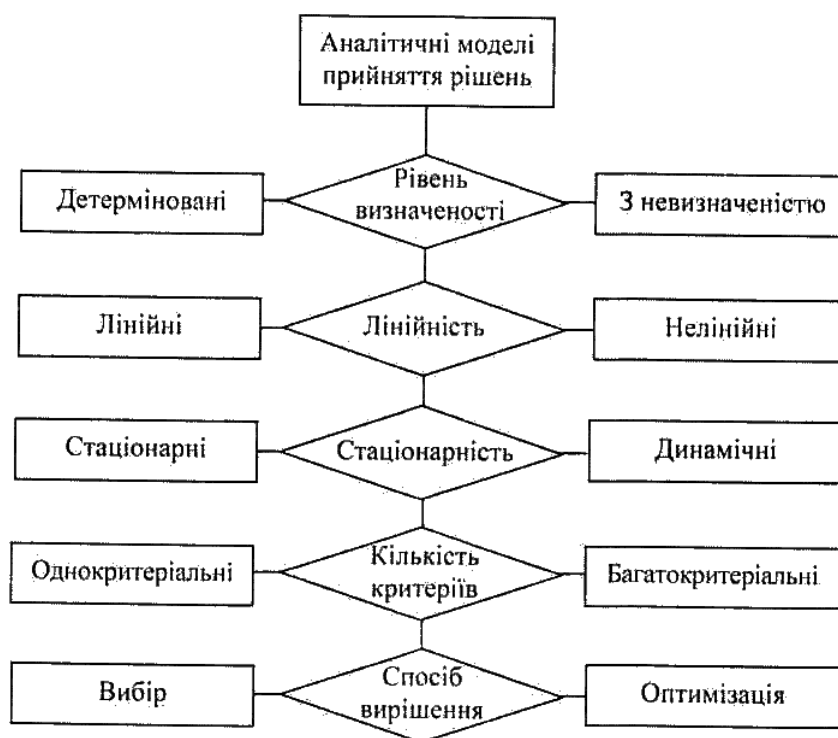 Аналітичні моделі
прийняття рішень
Детерміновані
Рівень
визначеності
З невизначеністю
Лінійні
Лінійність
Нелінійні
Стаціонарні
Стаціонарність
Динамічні
Однокритеріальні
Кількість
критеріїв
Багатокритеріальні
Вибір
Спосіб
вирішення
Оптимізація